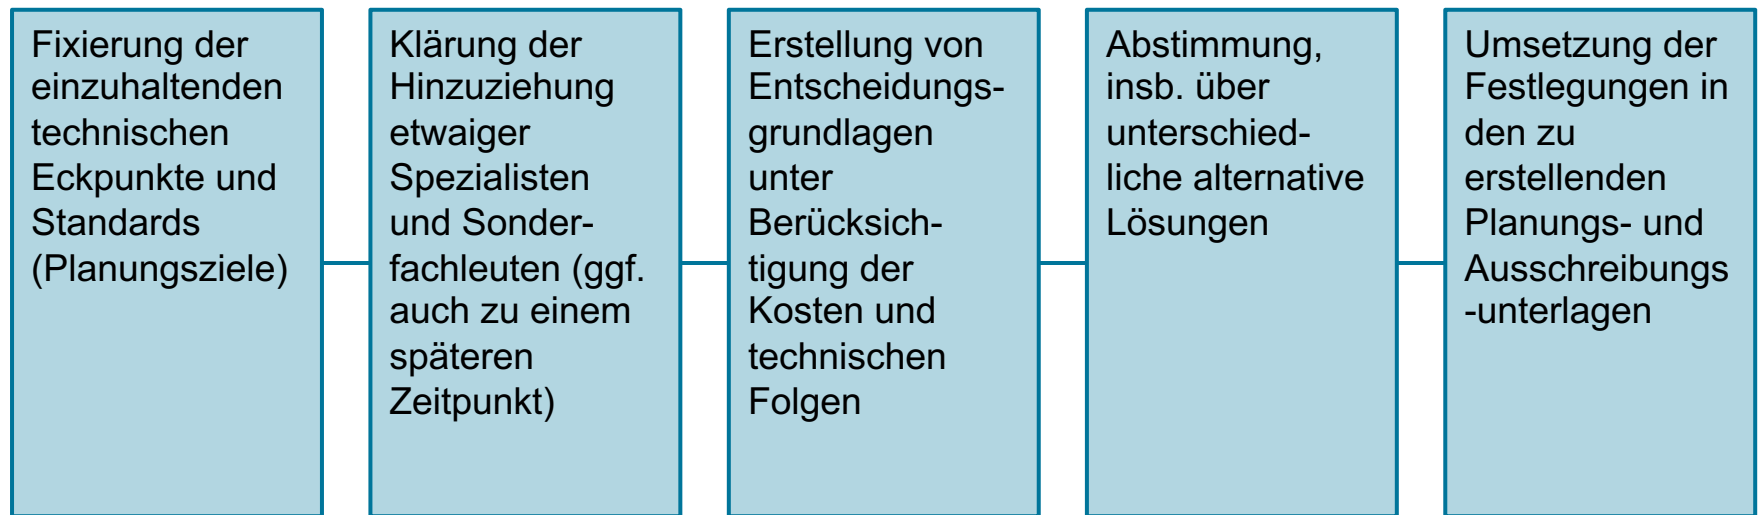 Fixierung der
einzuhaltenden
technischen
Eckpunkte und
Standards
(Planungsziele)
Klärung der
Hinzuziehung
etwaiger
Spezialisten
und Sonder-
fachleuten (ggf.
auch zu einem
späteren
Zeitpunkt)
Erstellung von
Entscheidungs-
grundlagen
unter
Berücksich-
tigung der
Kosten und
technischen
Folgen
Abstimmung,
insb. über
unterschied-
liche alternative
Lösungen
Umsetzung der
Festlegungen in
den zu
erstellenden
Planungs- und
Ausschreibungs
-unterlagen